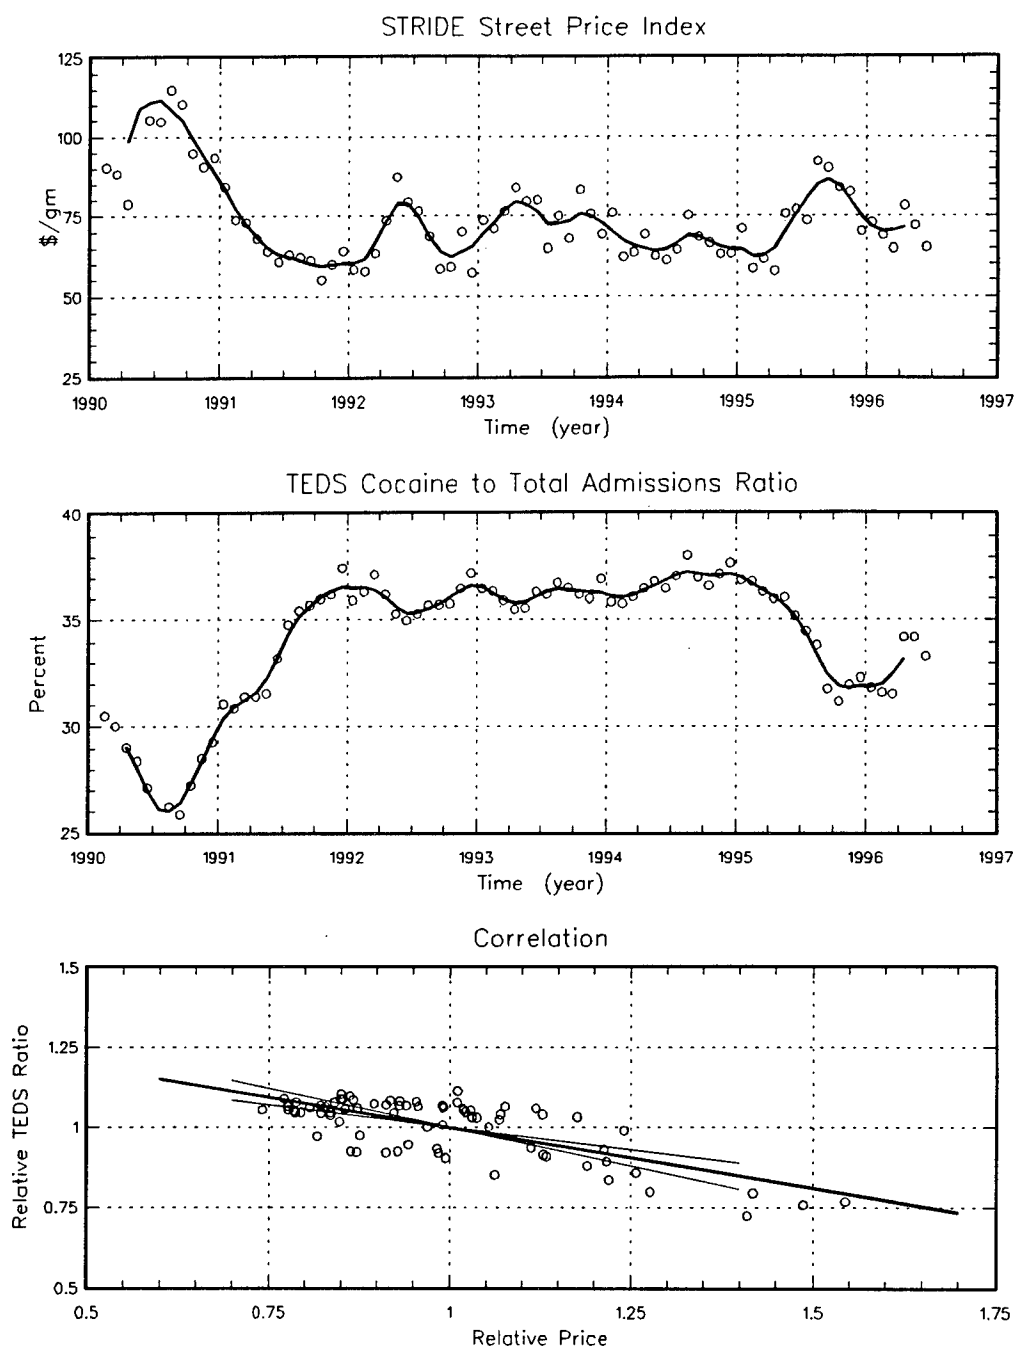 STRIDE Street Price Index
125
100
75
50
25
$/gm
1990 1991 1992 1993 1994 1995 1996 1997
Time (year)
TEDS Cocaine to Total Admissions Ratio
40
35
30
25
Percent
1990 1991 1992 1993 1994 1995 1996 1997
Time (year)
Correlation
1.5
1.25
1
0.75
0.5
Relative TEDS Ratio
0.5 0.75 1 1.25 1.5 1.75
Relative Price